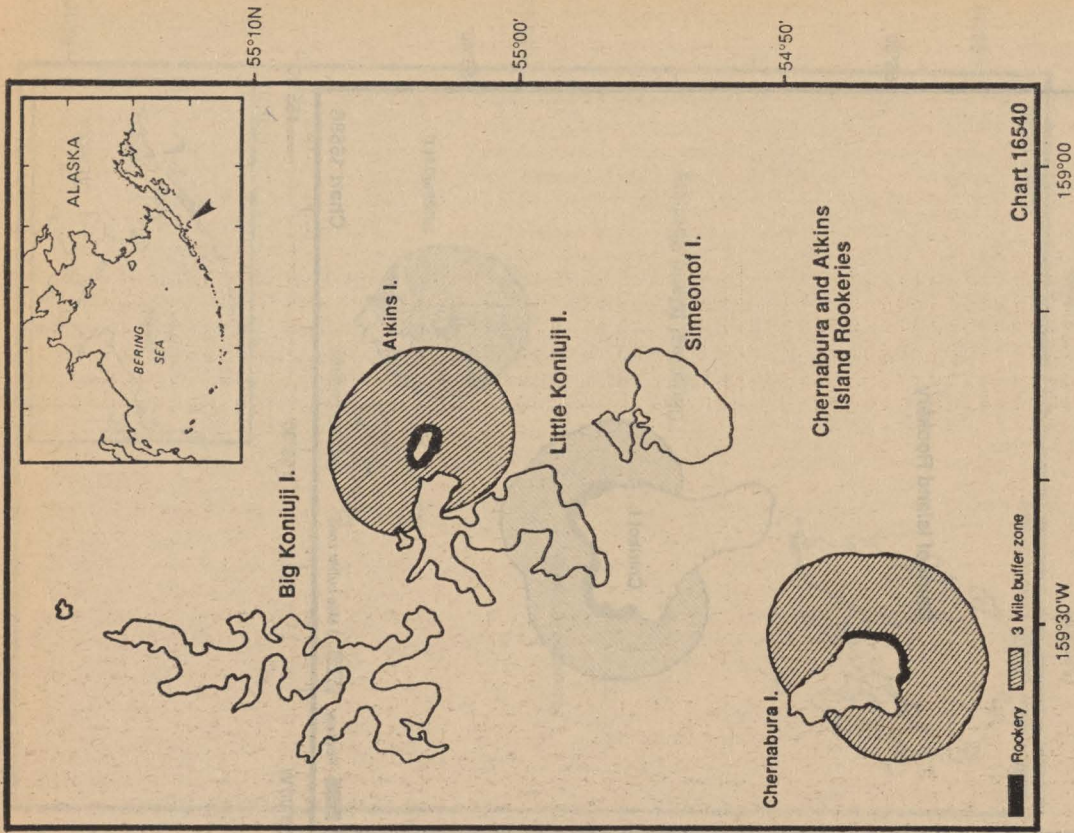 ALASKA
BERING
SEA
55°10'N
55°00'
54°50'
Big Koniuji I.
Atkins I.
Little Koniuji I.
Simeonof I.
Chernabura I.
Chernabura and Atkins
Island Rookeries
Rookery
3 Mile buffer zone
Chart 16540
159°30'W
159°00